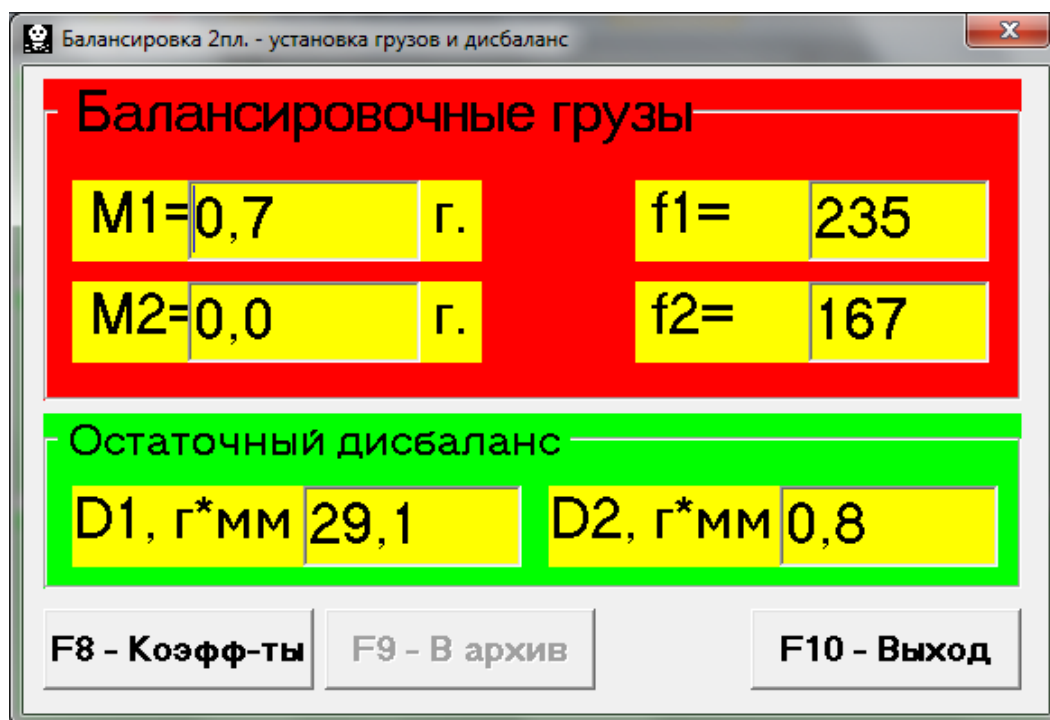 Балансировка 2пл. - установка грузов и дисбаланс
Балансировочные грузы
M1= 0,7 г. f1= 235
M2= 0,0 г. f2= 167
Остаточный дисбаланс
D1, г*мм 29,1 D2, г*мм 0,8
F8 - Коэфф-ты F9 - В архив F10 - Выход